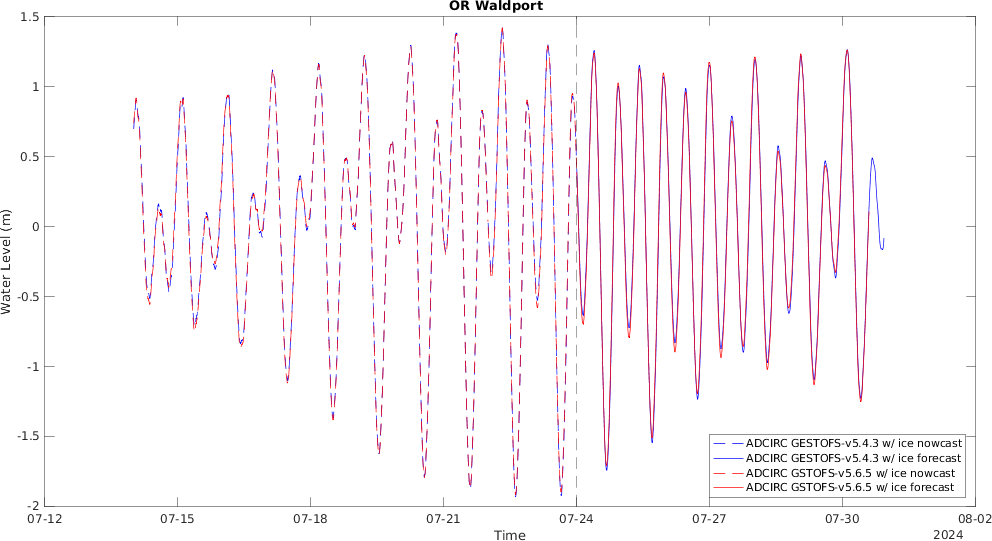 OR Waldport
1.5
1
0.5
0
-0.5
-1
-1.5
-2
Water Level (m)
ADCIRC GESTOFS-v5.4.3 w/ ice nowcast
ADCIRC GESTOFS-v5.4.3 w/ ice forecast
ADCIRC GSTOFS-v5.6.5 w/ ice nowcast
ADCIRC GSTOFS-v5.6.5 w/ ice forecast
07-12 07-15 07-18 07-21 07-24 07-27 07-30 08-02
Time
2024